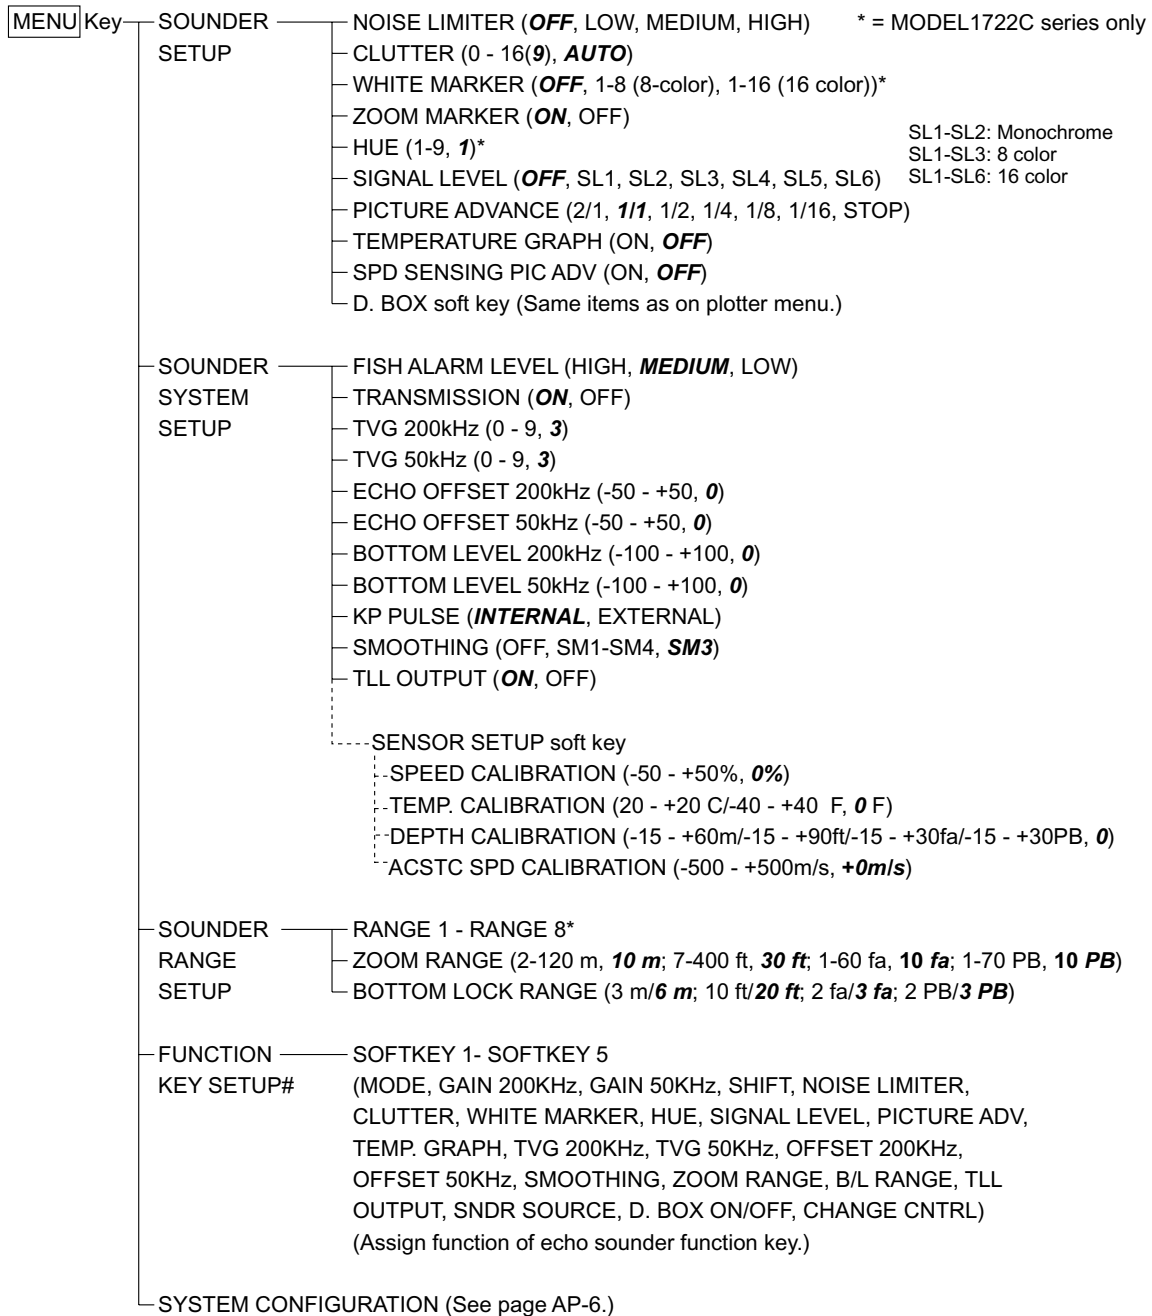 MENU Key SOUNDER NOISE LIMITER (OFF, LOW, MEDIUM, HIGH) * = MODEL1722C series only
SETUP CLUTTER (0 - 16(9), AUTO)
WHITE MARKER (OFF, 1-8 (8-color), 1-16 (16 color))*
ZOOM MARKER (ON, OFF)
HUE (1-9, 1)*
SIGNAL LEVEL (OFF, SL1, SL2, SL3, SL4, SL5, SL6)
SL1-SL2: Monochrome
SL1-SL3: 8 color
SL1-SL6: 16 color
PICTURE ADVANCE (2/1, 1/1, 1/2, 1/4, 1/8, 1/16, STOP)
TEMPERATURE GRAPH (ON, OFF)
SPD SENSING PIC ADV (ON, OFF)
D. BOX soft key (Same items as on plotter menu.)
SOUNDER FISH ALARM LEVEL (HIGH, MEDIUM, LOW)
SYSTEM TRANSMISSION (ON, OFF)
SETUP TVG 200kHz (0 - 9, 3)
TVG 50kHz (0 - 9, 3)
ECHO OFFSET 200kHz (-50 - +50, 0)
ECHO OFFSET 50kHz (-50 - +50, 0)
BOTTOM LEVEL 200kHz (-100 - +100, 0)
BOTTOM LEVEL 50kHz (-100 - +100, 0)
KP PULSE (INTERNAL, EXTERNAL)
SMOOTHING (OFF, SM1-SM4, SM3)
TLL OUTPUT (ON, OFF)
SENSOR SETUP soft key
SPEED CALIBRATION (-50 - +50%, 0%)
TEMP. CALIBRATION (20 - +20 C/-40 - +40 F, 0 F)
DEPTH CALIBRATION (-15 - +60m/-15 - +90ft/-15 - +30fa/-15 - +30PB, 0)
ACSTC SPD CALIBRATION (-500 - +500m/s, +0m/s)
SOUNDER RANGE 1 - RANGE 8*
RANGE ZOOM RANGE (2-120 m, 10 m; 7-400 ft, 30 ft; 1-60 fa, 10 fa; 1-70 PB, 10 PB)
SETUP BOTTOM LOCK RANGE (3 m/6 m; 10 ft/20 ft; 2 fa/3 fa; 2 PB/3 PB)
FUNCTION SOFTKEY 1- SOFTKEY 5
KEY SETUP# (MODE, GAIN 200KHz, GAIN 50KHz, SHIFT, NOISE LIMITER,
CLUTTER, WHITE MARKER, HUE, SIGNAL LEVEL, PICTURE ADV,
TEMP. GRAPH, TVG 200KHz, TVG 50KHz, OFFSET 200KHz,
OFFSET 50KHz, SMOOTHING, ZOOM RANGE, B/L RANGE, TLL
OUTPUT, SNDR SOURCE, D. BOX ON/OFF, CHANGE CNTRL)
(Assign function of echo sounder function key.)
SYSTEM CONFIGURATION (See page AP-6.)